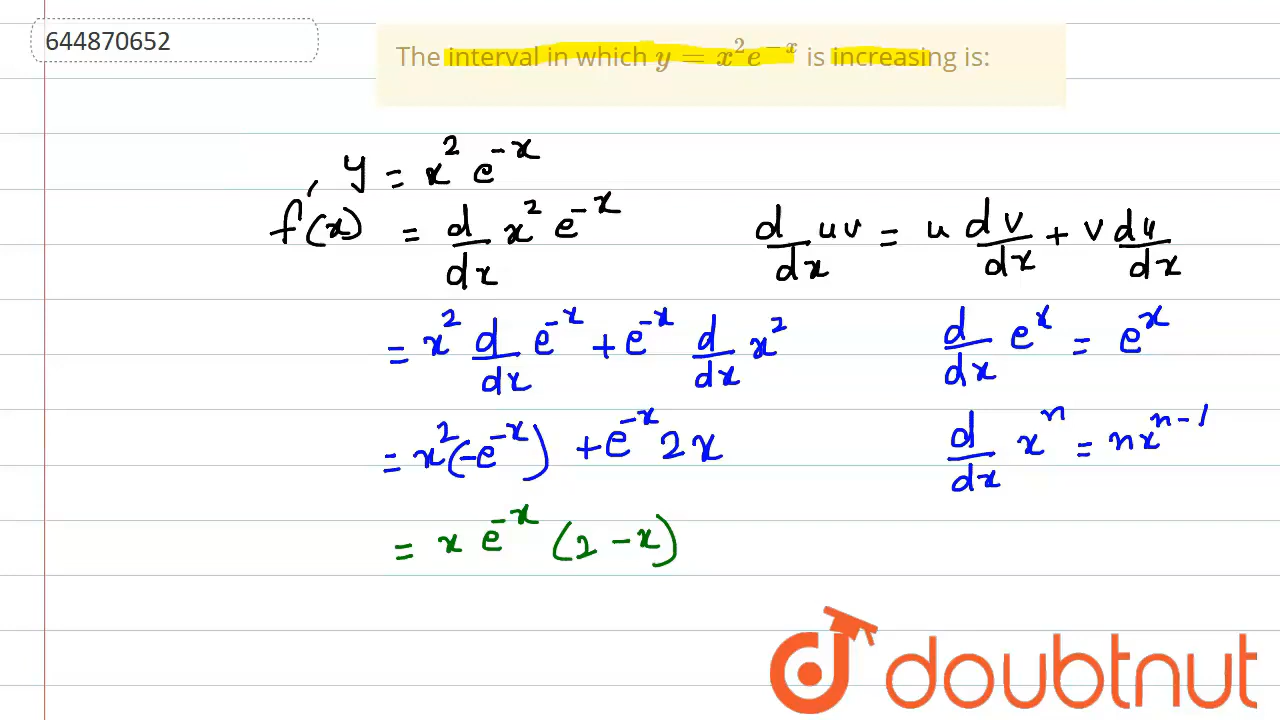 644870652
The interval in which y = x² e⁻ˣ is increasing is:
y = x² e⁻ˣ
f'(x) = d/dx x² e⁻ˣ
d/dx uv = u dv/dx + v du/dx
= x² d/dx e⁻ˣ + e⁻ˣ d/dx x²
d/dx eˣ = eˣ
= x² (-e⁻ˣ) + e⁻ˣ 2x
d/dx xⁿ = nxⁿ⁻¹
= x e⁻ˣ (2 - x)
doubtnut